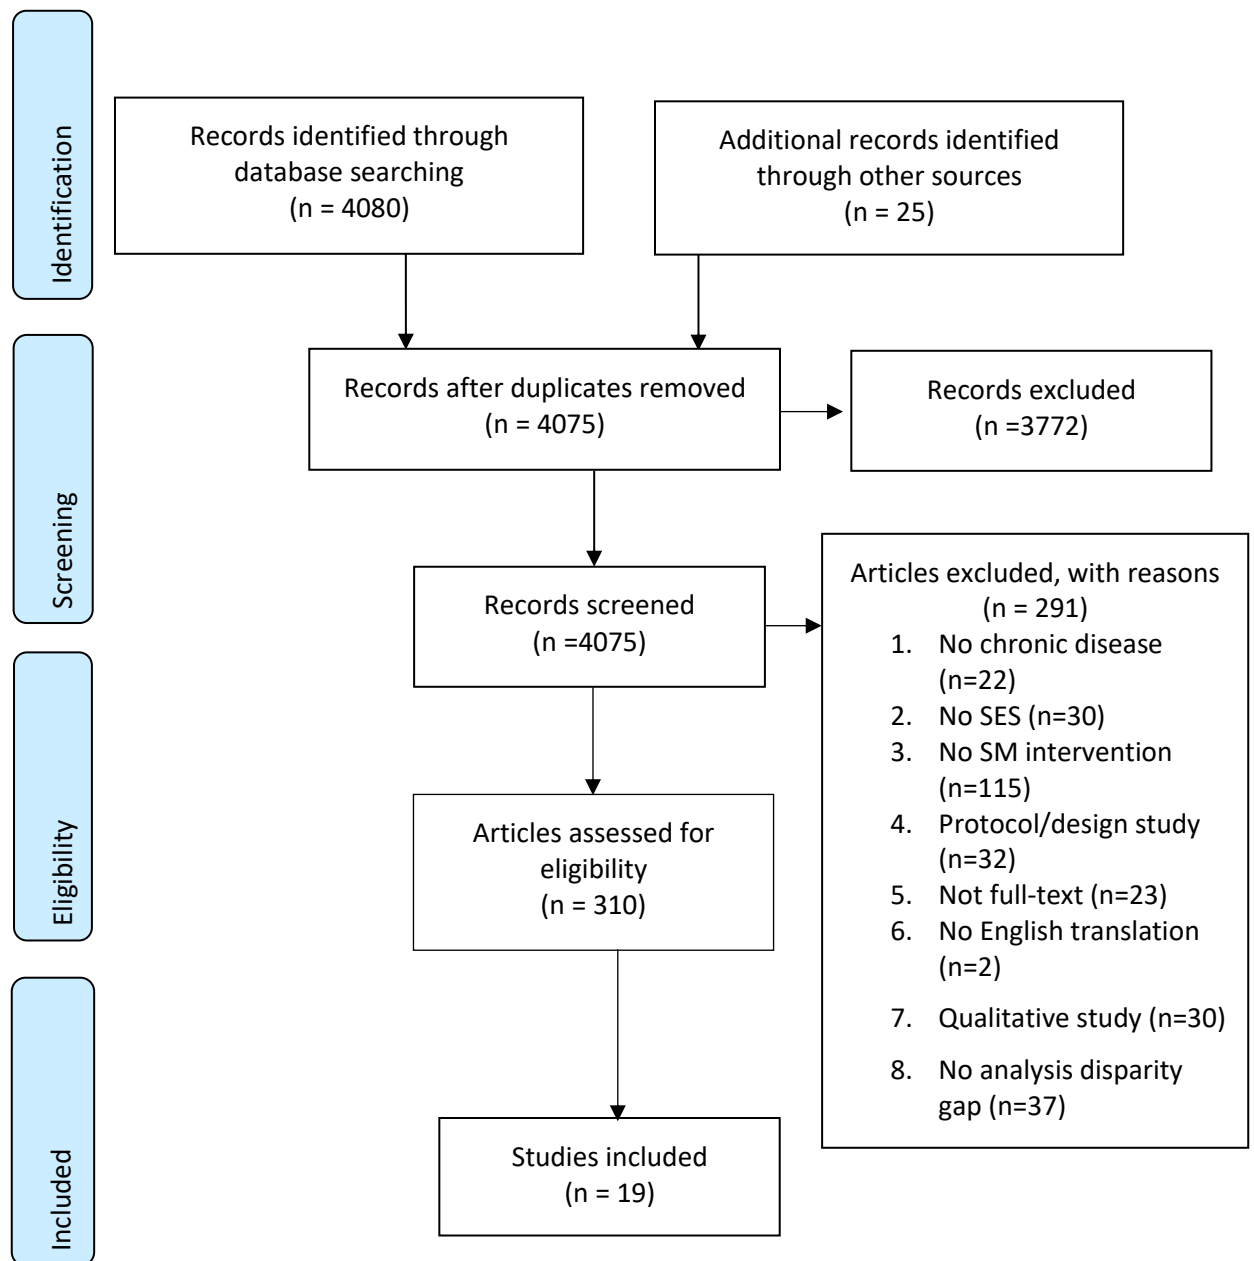 Identification
Records identified through
database searching
(n = 4080)
Additional records identified
through other sources
(n = 25)
Screening
Records after duplicates removed
(n = 4075)
Records excluded
(n =3772)
Records screened
(n =4075)
Articles excluded, with reasons
(n = 291)
1. No chronic disease
(n=22)
2. No SES (n=30)
3. No SM intervention
(n=115)
4. Protocol/design study
(n=32)
5. Not full-text (n=23)
6. No English translation
(n=2)
7. Qualitative study (n=30)
8. No analysis disparity
gap (n=37)
Eligibility
Articles assessed for
eligibility
(n = 310)
Included
Studies included
(n = 19)